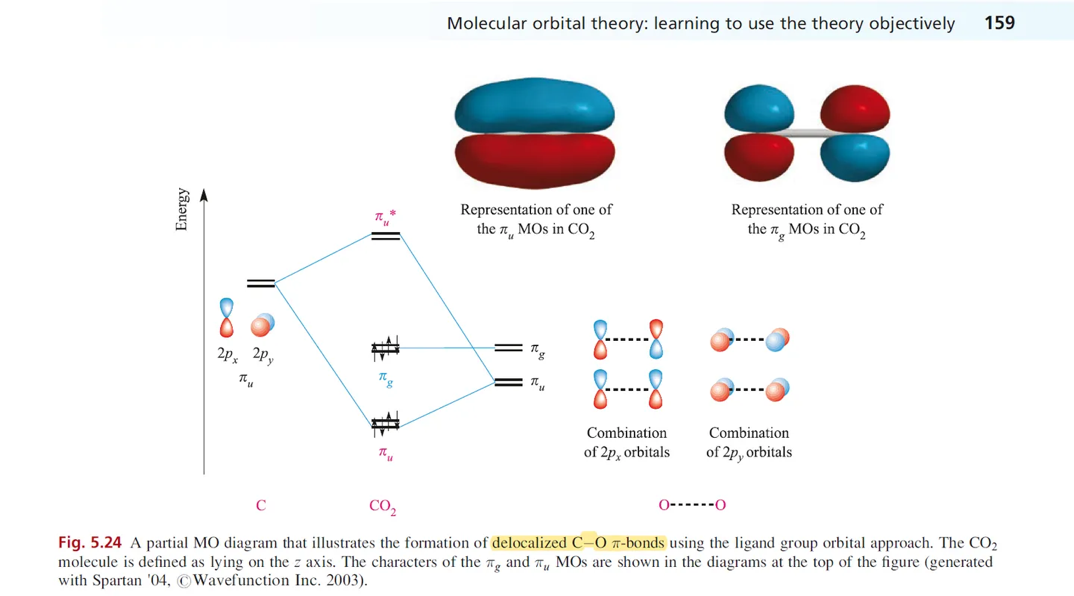 Molecular orbital theory: learning to use the theory objectively 159
Energy
Representation of one of
the πu MOs in CO2
Representation of one of
the πg MOs in CO2
πu*
2px 2py
πu
πg
πg
πu
πu
Combination
of 2px orbitals
Combination
of 2py orbitals
C
CO2
O------O
Fig. 5.24 A partial MO diagram that illustrates the formation of delocalized C–O π-bonds using the ligand group orbital approach. The CO2
molecule is defined as lying on the z axis. The characters of the πg and πu MOs are shown in the diagrams at the top of the figure (generated
with Spartan '04, ©Wavefunction Inc. 2003).